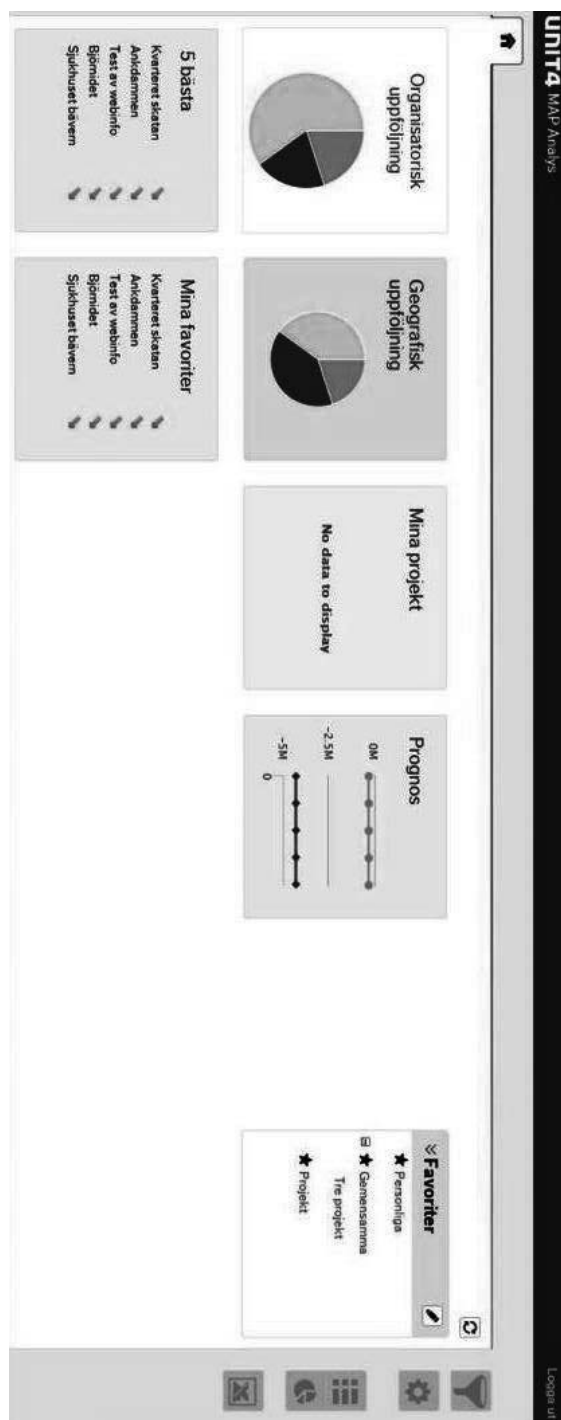 UNIT4 MAP Analys
Logga ut
Organisatorisk
uppföljning
Geografisk
uppföljning
Mina projekt
No data to display
Prognos
0M
-2.5M
-5M
0
Favoriter
Personliga
Gemensamma
Tre projekt
Projekt
5 bästa
Kvarteret skatan
Ankdammen
Test av webinfo
Björnidet
Sjukhuset bävern
Mina favoriter
Kvarteret skatan
Ankdammen
Test av webinfo
Björnidet
Sjukhuset bävern